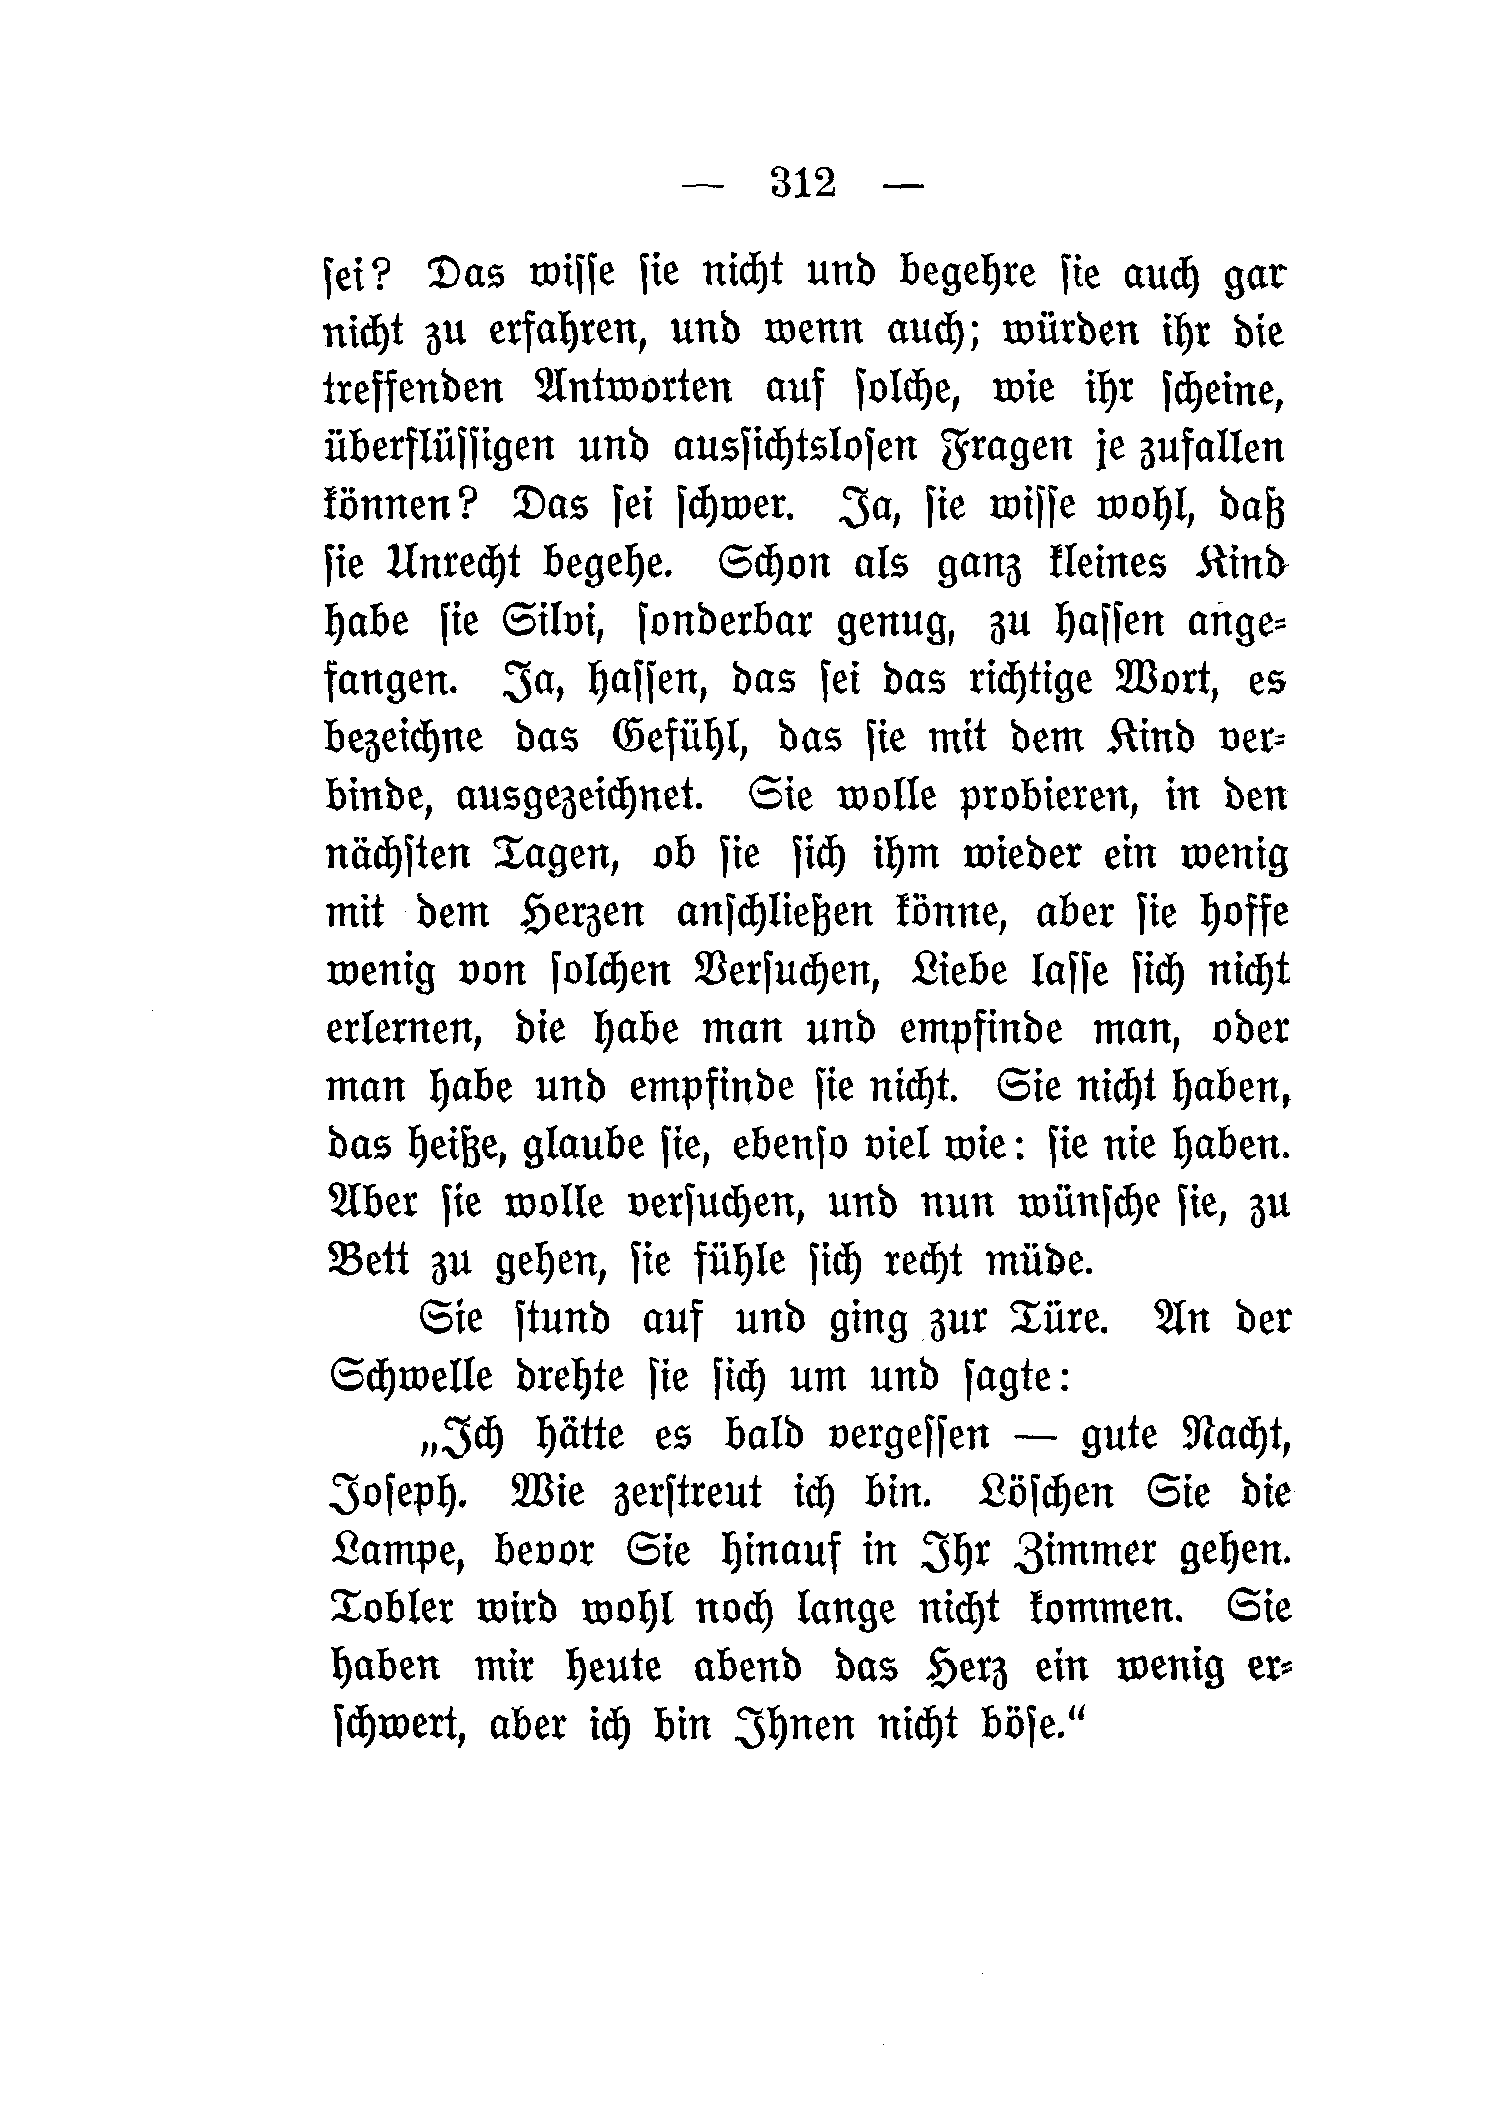 — 312 —
ſei? Das wiſſe ſie nicht und begehre ſie auch gar
nicht zu erfahren, und wenn auch; würden ihr die
treffenden Antworten auf ſolche, wie ihr ſcheine,
überflüſſigen und ausſichtsloſen Fragen je zufallen
können? Das ſei ſchwer. Ja, ſie wiſſe wohl, daß
ſie Unrecht begehe. Schon als ganz kleines Kind
habe ſie Silvi, ſonderbar genug, zu haſſen ange⸗
fangen. Ja, haſſen, das ſei das richtige Wort, es
bezeichne das Gefühl, das ſie mit dem Kind ver⸗
binde, ausgezeichnet. Sie wolle probieren, in den
nächſten Tagen, ob ſie ſich ihm wieder ein wenig
mit dem Herzen anſchließen könne, aber ſie hoffe
wenig von ſolchen Verſuchen, Liebe laſſe ſich nicht
erlernen, die habe man und empfinde man, oder
man habe und empfinde ſie nicht. Sie nicht haben,
das heiße, glaube ſie, ebenſo viel wie: ſie nie haben.
Aber ſie wolle verſuchen, und nun wünſche ſie, zu
Bett zu gehen, ſie fühle ſich recht müde.
Sie ſtund auf und ging zur Türe. An der
Schwelle drehte ſie ſich um und ſagte:
„Ich hätte es bald vergeſſen — gute Nacht,
Joſeph. Wie zerſtreut ich bin. Löſchen Sie die
Lampe, bevor Sie hinauf in Ihr Zimmer gehen.
Tobler wird wohl noch lange nicht kommen. Sie
haben mir heute abend das Herz ein wenig er⸗
ſchwert, aber ich bin Ihnen nicht böſe.“